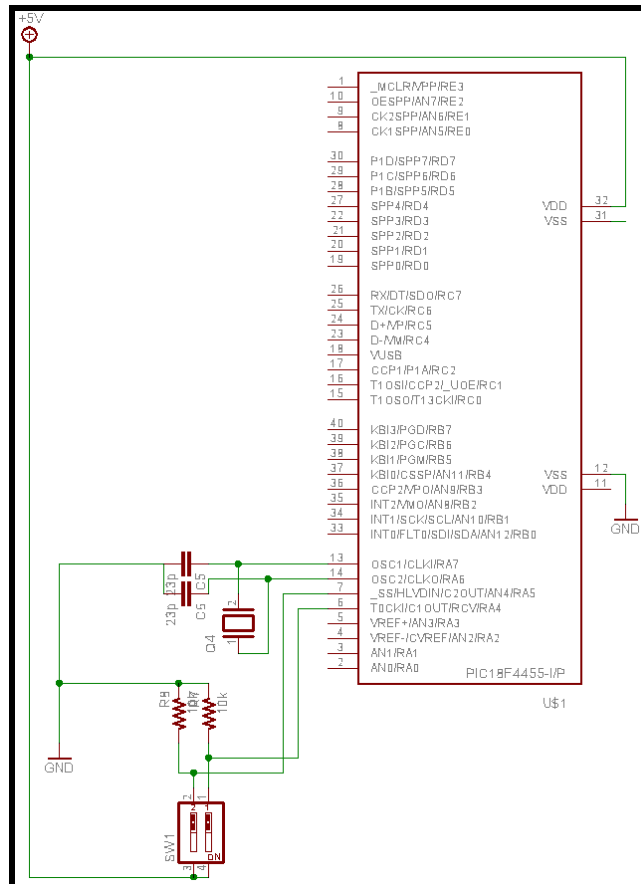 +5V
1 _MCLR/VPP/RE3
10 OESPP/AN7/RE2
9 CK2SPP/AN6/RE1
8 CK1SPP/AN5/RE0
30 P1D/SPP7/RD7
29 P1C/SPP6/RD6
28 P1B/SPP5/RD5
27 SPP4/RD4
22 SPP3/RD3
21 SPP2/RD2
20 SPP1/RD1
19 SPP0/RD0
VDD 32
VSS 31
26 RX/DT/SDO/RC7
25 TX/CK/RC6
24 D+/VP/RC5
23 D-/VM/RC4
18 VUSB
17 CCP1/P1A/RC2
16 T1OSI/CCP2/_UOE/RC1
15 T1OSO/T13CKI/RC0
40 KBI3/PGD/RB7
39 KBI2/PGC/RB6
38 KBI1/PGM/RB5
37 KBI0/CSSP/AN11/RB4
36 CCP2/VPO/AN9/RB3
35 INT2/VMO/AN8/RB2
34 INT1/SCK/SCL/AN10/RB1
33 INT0/FLT0/SDI/SDA/AN12/RB0
VSS 12
VDD 11
GND
13 OSC1/CLKI/RA7
14 OSC2/CLKO/RA6
7 _SS/HLVDIN/C2OUT/AN4/RA5
6 T0CKI/C1OUT/RCV/RA4
5 VREF+/AN3/RA3
4 VREF-/CVREF/AN2/RA2
3 AN1/RA1
2 AN0/RA0
PIC18F4455-I/P
U$1
23p C5
23p
2
1
Q4
10k
GND
2 1
2 1
SW1
ON
3 4